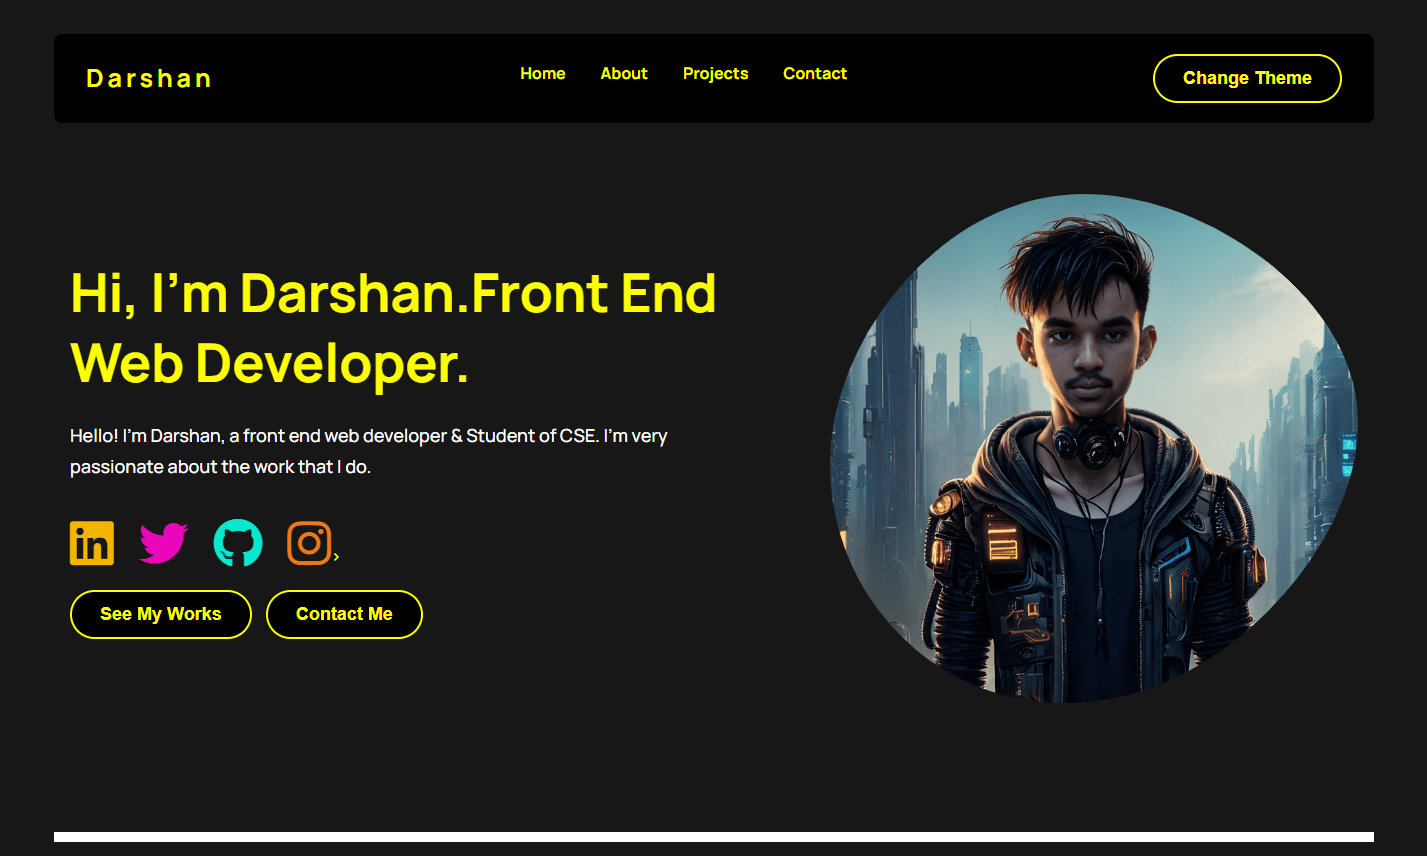 Darshan
Home About Projects Contact
Change Theme
Hi, I'm Darshan.Front End
Web Developer.
Hello! I'm Darshan, a front end web developer & Student of CSE. I'm very
passionate about the work that I do.
in
>
See My Works Contact Me